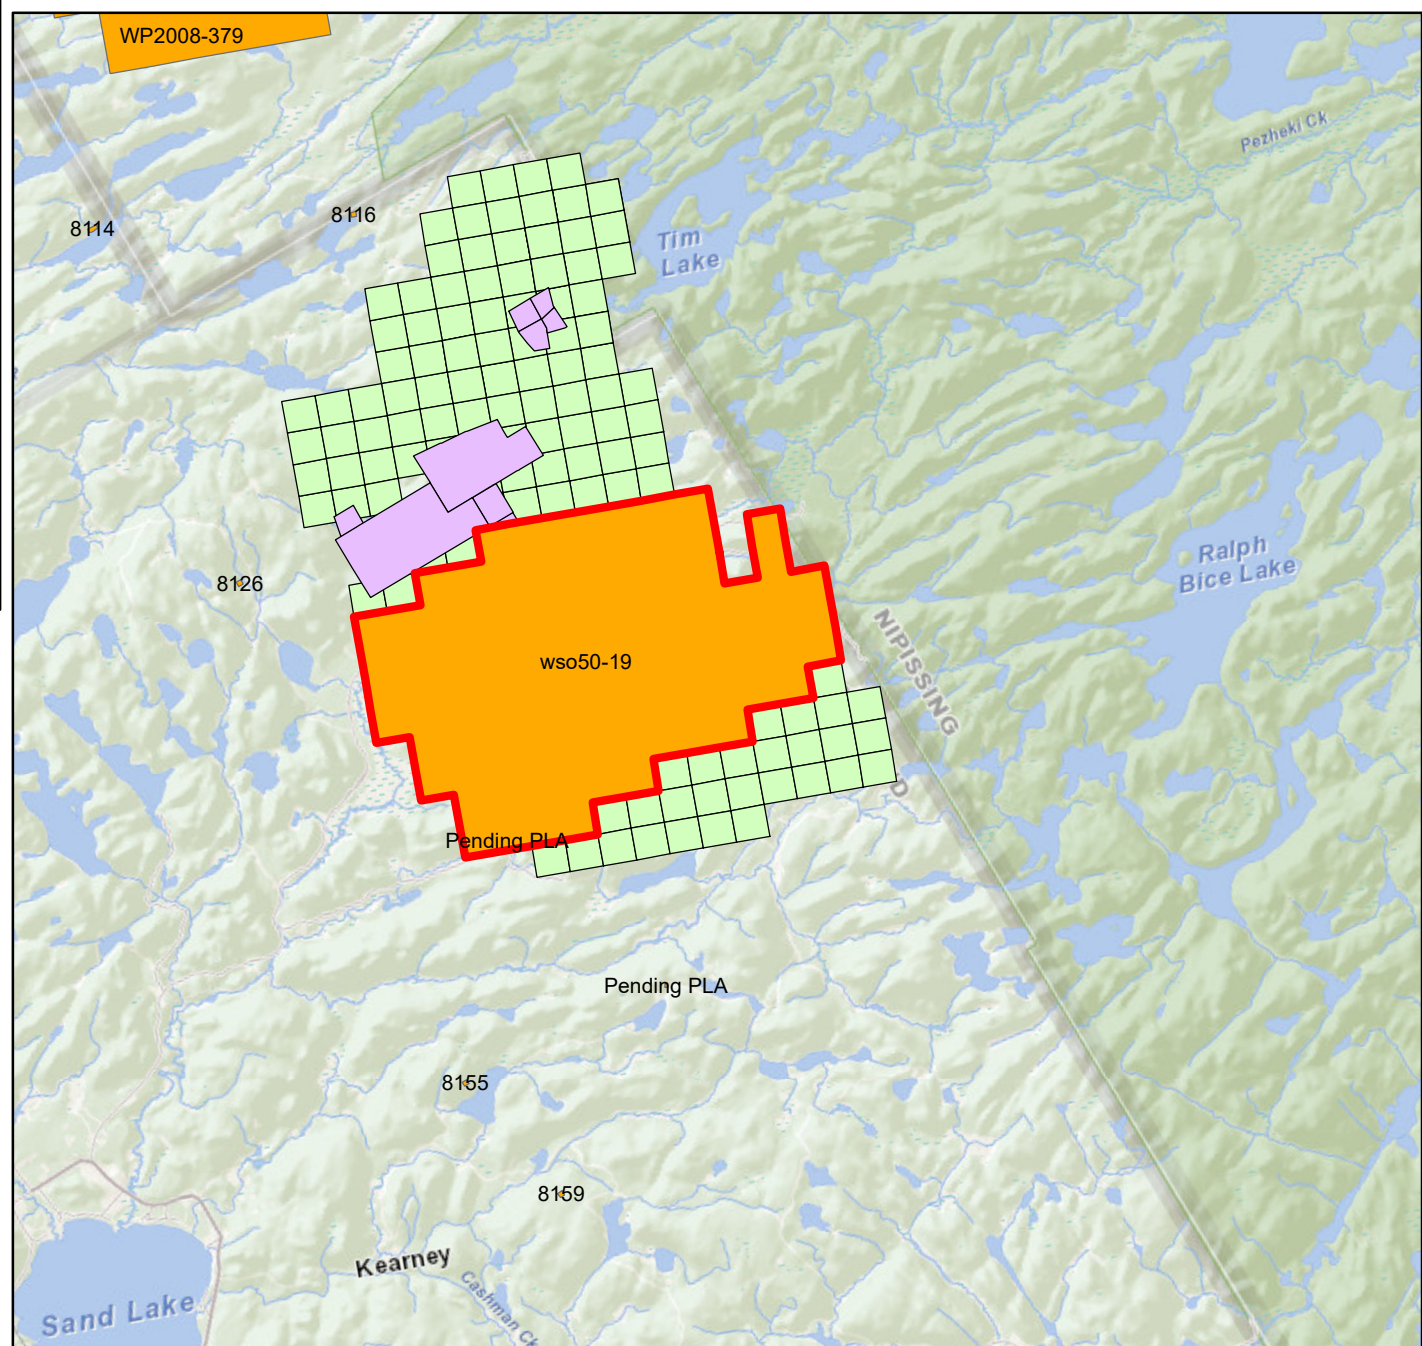 WP2008-379
Pezheki Ck
8116
8114
Tim
Lake
Ralph
Bice Lake
8126
NIPISSING
wso50-19
D
Pending PLA
Pending PLA
8155
8159
Kearney
Cashman Ck
Sand Lake